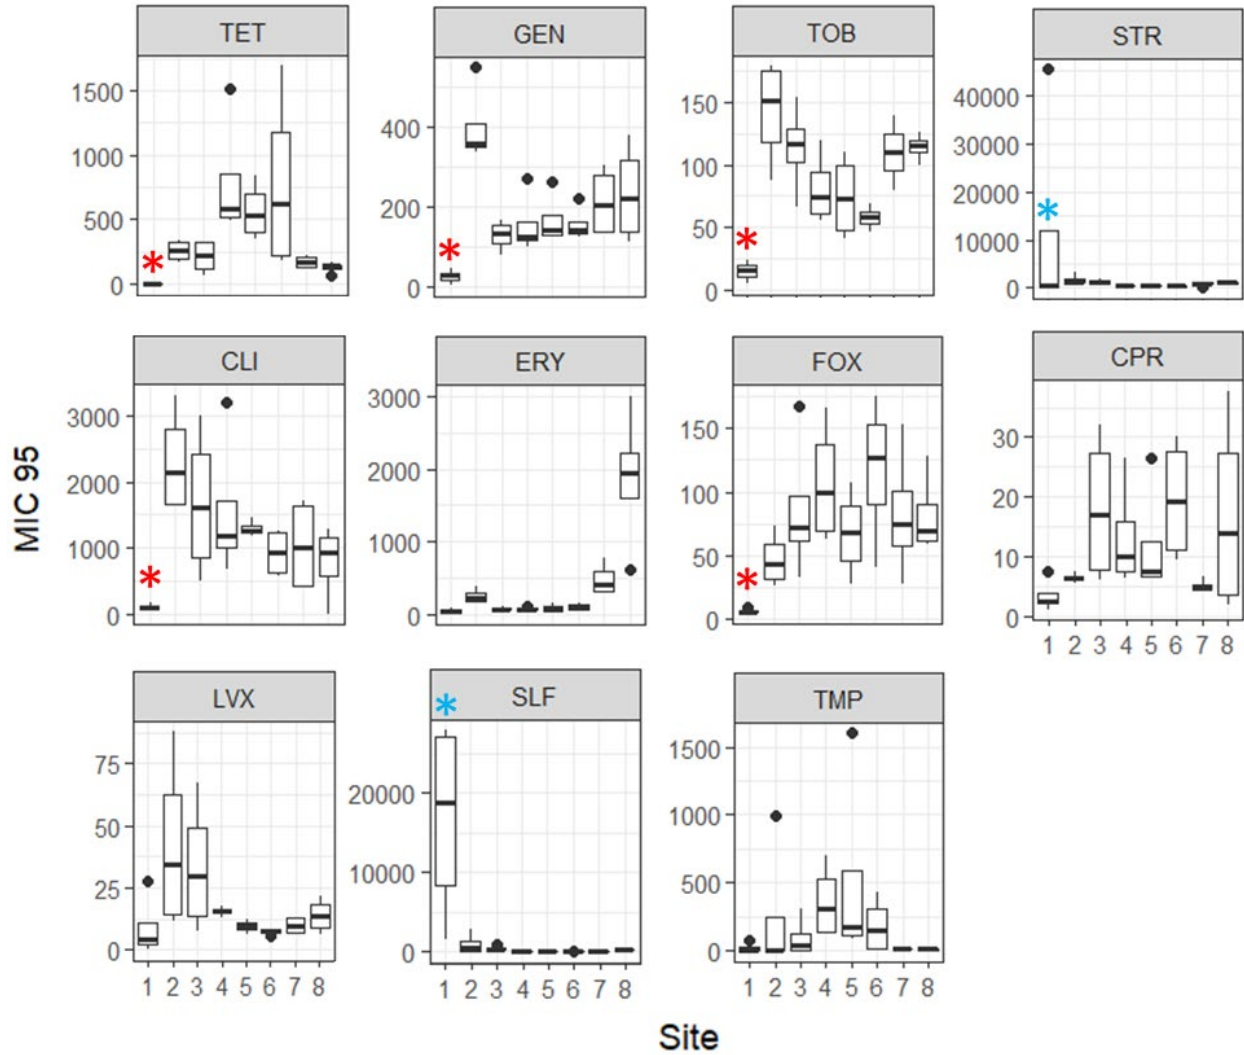 TET GEN TOB STR
1500 1000 500 0
400 200 0
150 100 50 0
40000 30000 20000 10000 0
* * * *
CLI ERY FOX CPR
3000 2000 1000 0
3000 2000 1000 0
150 100 50 0
30 20 10 0
* *
1 2 3 4 5 6 7 8
MIC 95
LVX SLF TMP
*
75 50 25 0
20000 10000 0
1500 1000 500 0
1 2 3 4 5 6 7 8
1 2 3 4 5 6 7 8
1 2 3 4 5 6 7 8
Site